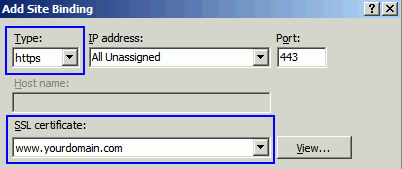 Add Site Binding
Type: IP address: Port:
https All Unassigned 443
Host name:
SSL certificate:
www.yourdomain.com View...